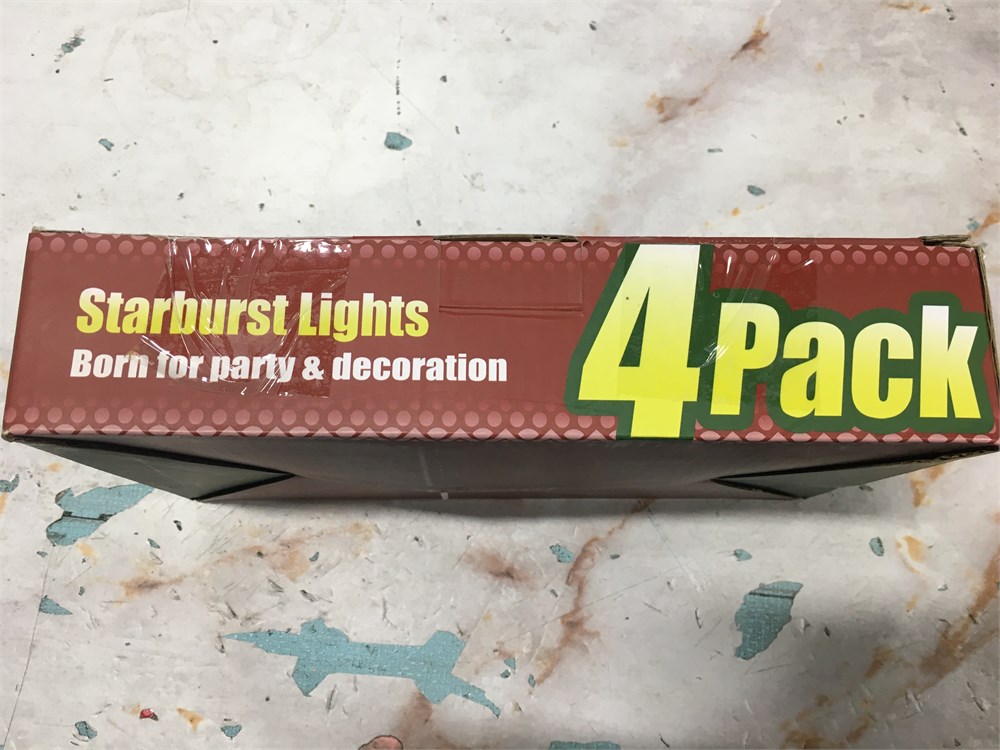 Starburst Lights
Born for party & decoration
4 Pack